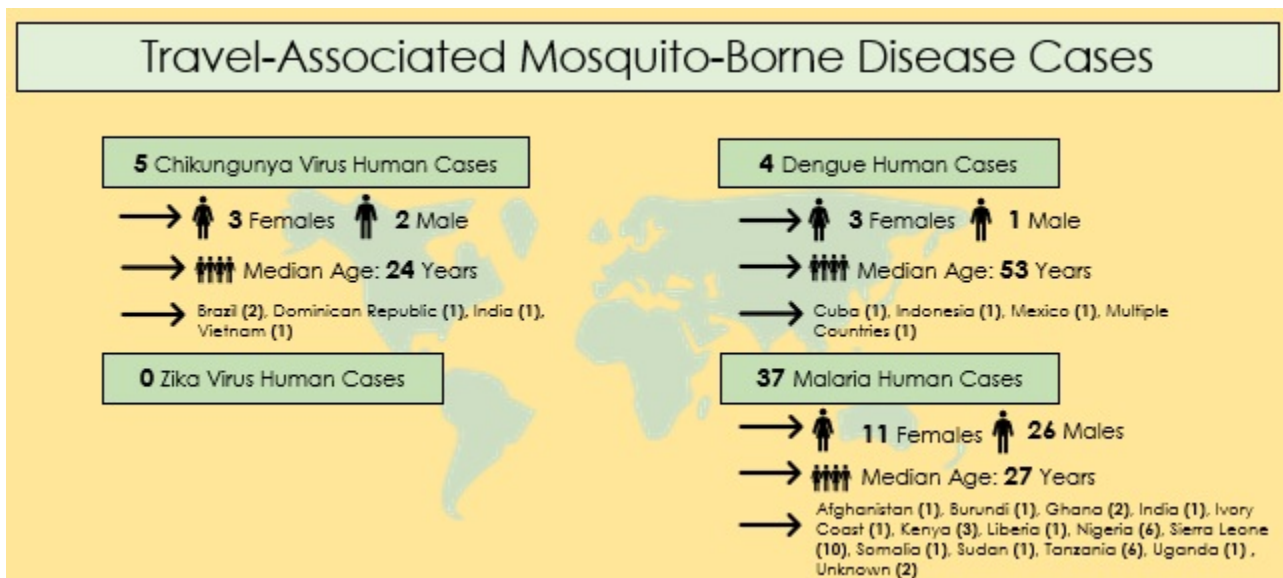 Travel-Associated Mosquito-Borne Disease Cases
5 Chikungunya Virus Human Cases
3 Females 2 Male
Median Age: 24 Years
Brazil (2), Dominican Republic (1), India (1),
Vietnam (1)
0 Zika Virus Human Cases
4 Dengue Human Cases
3 Females 1 Male
Median Age: 53 Years
Cuba (1), Indonesia (1), Mexico (1), Multiple
Countries (1)
37 Malaria Human Cases
11 Females 26 Males
Median Age: 27 Years
Afghanistan (1), Burundi (1), Ghana (2), India (1), Ivory
Coast (1), Kenya (3), Liberia (1), Nigeria (6), Sierra Leone
(10), Somalia (1), Sudan (1), Tanzania (6), Uganda (1) ,
Unknown (2)